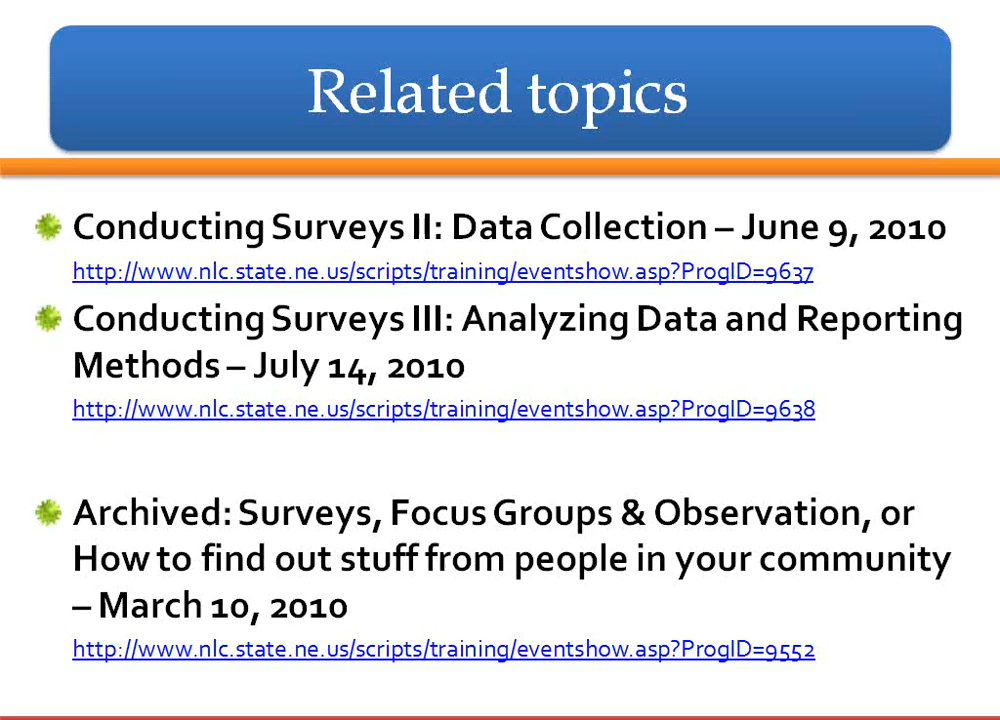 Related topics
Conducting Surveys II: Data Collection – June 9, 2010
http://www.nlc.state.ne.us/scripts/training/eventshow.asp?ProgID=9637
Conducting Surveys III: Analyzing Data and Reporting
Methods – July 14, 2010
http://www.nlc.state.ne.us/scripts/training/eventshow.asp?ProgID=9638
Archived: Surveys, Focus Groups & Observation, or
How to find out stuff from people in your community
– March 10, 2010
http://www.nlc.state.ne.us/scripts/training/eventshow.asp?ProgID=9552